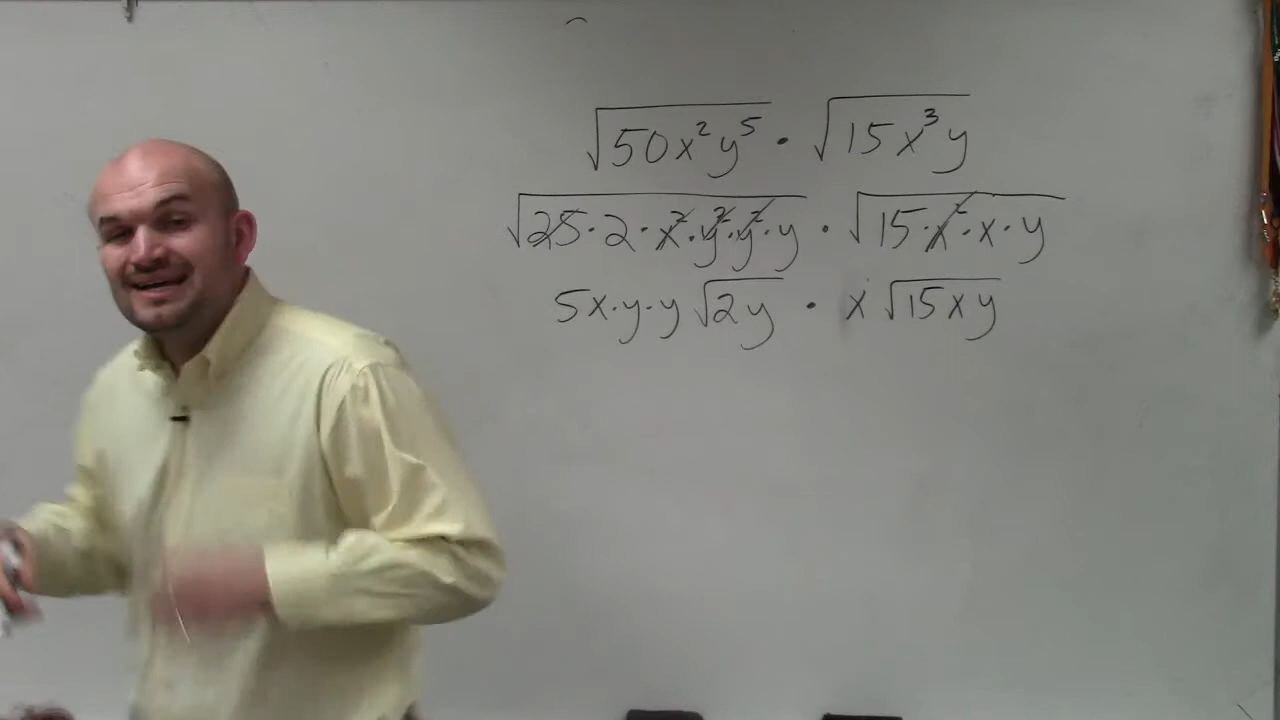 √50x²y⁵ · √15x³y
√25·2·x²·y²·y²·y · √15·x²·x·y
5x·y·y√2y · x√15xy